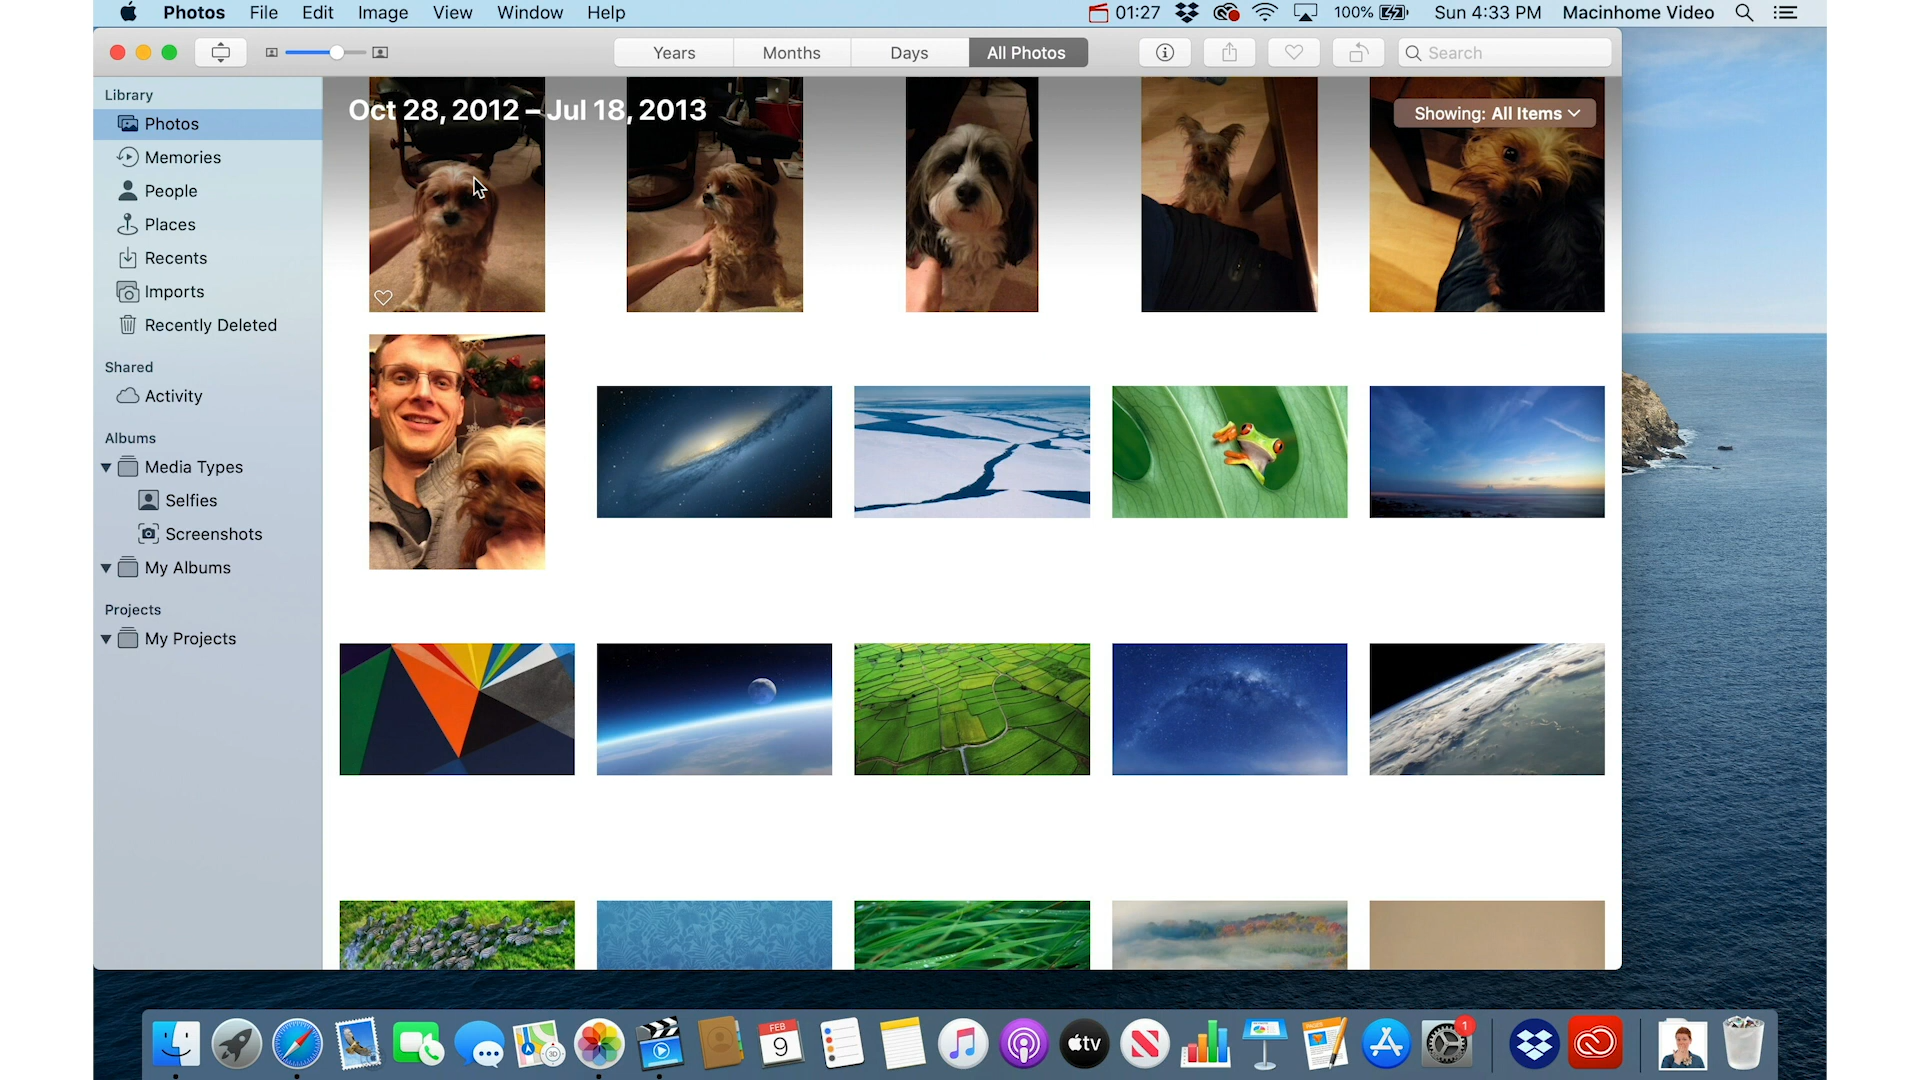 Photos File Edit Image View Window Help 01:27 100% Sun 4:33 PM Macinhome Video
Years Months Days All Photos Search
Library
Photos
Memories
People
Places
Recents
Imports
Recently Deleted
Shared
Activity
Albums
Media Types
Selfies
Screenshots
My Albums
Projects
My Projects
Oct 28, 2012 – Jul 18, 2013
Showing: All Items
FEB
9
3D
PAGES
tv
1